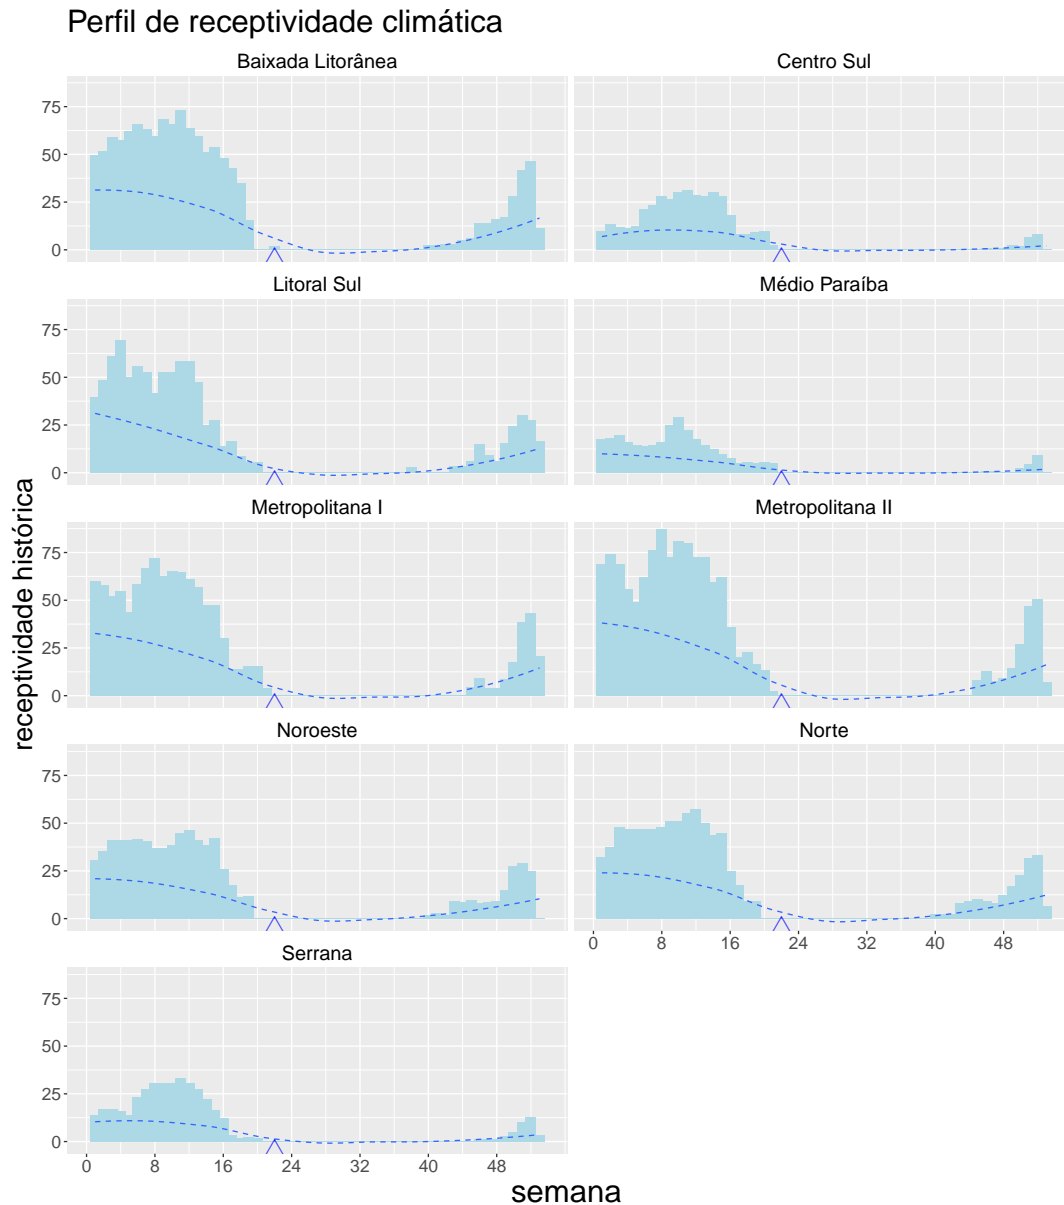 Perfil de receptividade climática
Baixada Litorânea
Centro Sul
75
50
25
0
Litoral Sul
Médio Paraíba
75
50
25
0
Metropolitana I
Metropolitana II
75
50
25
0
receptividade histórica
Noroeste
Norte
75
50
25
0
0 8 16 24 32 40 48
Serrana
75
50
25
0
0 8 16 24 32 40 48
semana